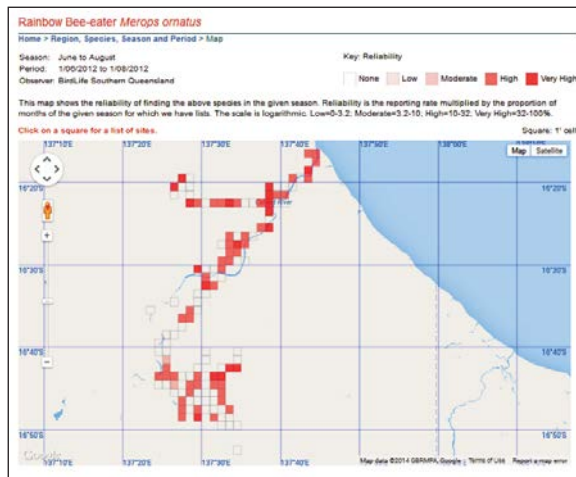 Rainbow Bee-eater Merops ornatus
Home > Region, Species, Season and Period > Map
Season: June to August
Key: Reliability
Period: 1/06/2012 to 1/08/2012
Observer: BirdLife Southern Queensland
None Low Moderate High Very High
This map shows the reliability of finding the above species in the given season. Reliability is the reporting rate multiplied by the proportion of
months of the given season for which we have lists. The scale is logarithmic. Low=0-3.2; Moderate=3.2-10, High=10-32, Very High=32-100%.
Click on a square for a list of sites.
Square: 1' cell
137°10'E 137°20'E 137°30'E 137°40'E 137°50'E 138°00'E
Map Satellite
16°20'S 16°20'S
River
16°30'S 16°30'S
16°40'S 16°40'S
16°50'S 16°50'S
Google
Map data ©2014 GBRMPA, Google Terms of Use Report a map error
137°10'E 137°20'E 137°30'E 137°40'E 137°50'E 138°00'E